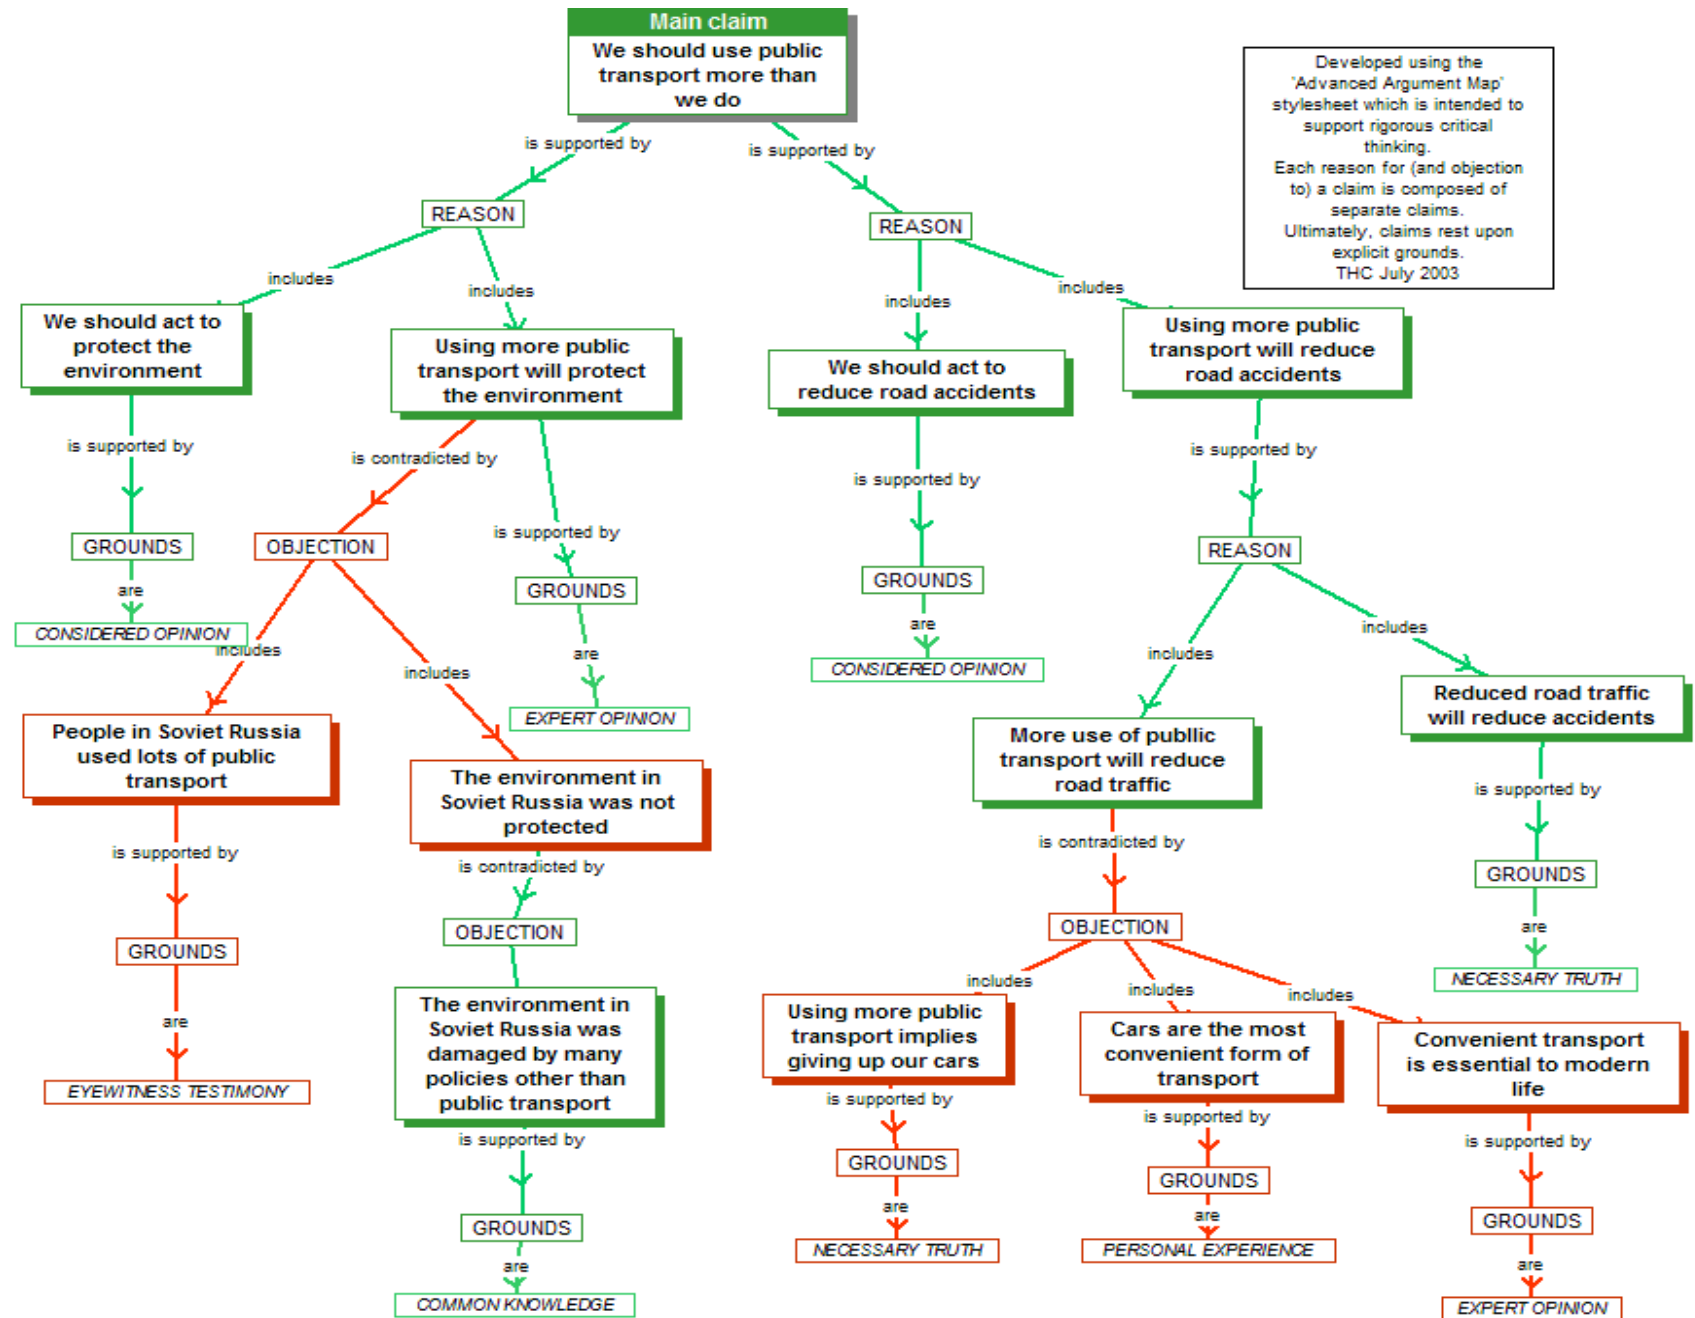 Main claim
We should use public
transport more than
we do
Developed using the
'Advanced Argument Map'
stylesheet which is intended to
support rigorous critical
thinking.
Each reason for (and objection
to) a claim is composed of
separate claims.
Ultimately, claims rest upon
explicit grounds.
THC July 2003
is supported by
is supported by
REASON
REASON
includes
includes
includes
includes
We should act to
protect the
environment
Using more public
transport will protect
the environment
We should act to
reduce road accidents
Using more public
transport will reduce
road accidents
is supported by
is contradicted by
is supported by
is supported by
is supported by
GROUNDS
OBJECTION
GROUNDS
GROUNDS
REASON
are
are
are
CONSIDERED OPINION
EXPERT OPINION
CONSIDERED OPINION
includes
includes
includes
includes
People in Soviet Russia
used lots of public
transport
The environment in
Soviet Russia was not
protected
More use of publlic
transport will reduce
road traffic
Reduced road traffic
will reduce accidents
is supported by
is contradicted by
is contradicted by
is supported by
GROUNDS
OBJECTION
OBJECTION
GROUNDS
are
are
EYEWITNESS TESTIMONY
NECESSARY TRUTH
The environment in
Soviet Russia was
damaged by many
policies other than
public transport
includes
includes
includes
Using more public
transport implies
giving up our cars
Cars are the most
convenient form of
transport
Convenient transport
is essential to modern
life
is supported by
is supported by
is supported by
is supported by
GROUNDS
GROUNDS
GROUNDS
GROUNDS
are
are
are
are
COMMON KNOWLEDGE
NECESSARY TRUTH
PERSONAL EXPERIENCE
EXPERT OPINION